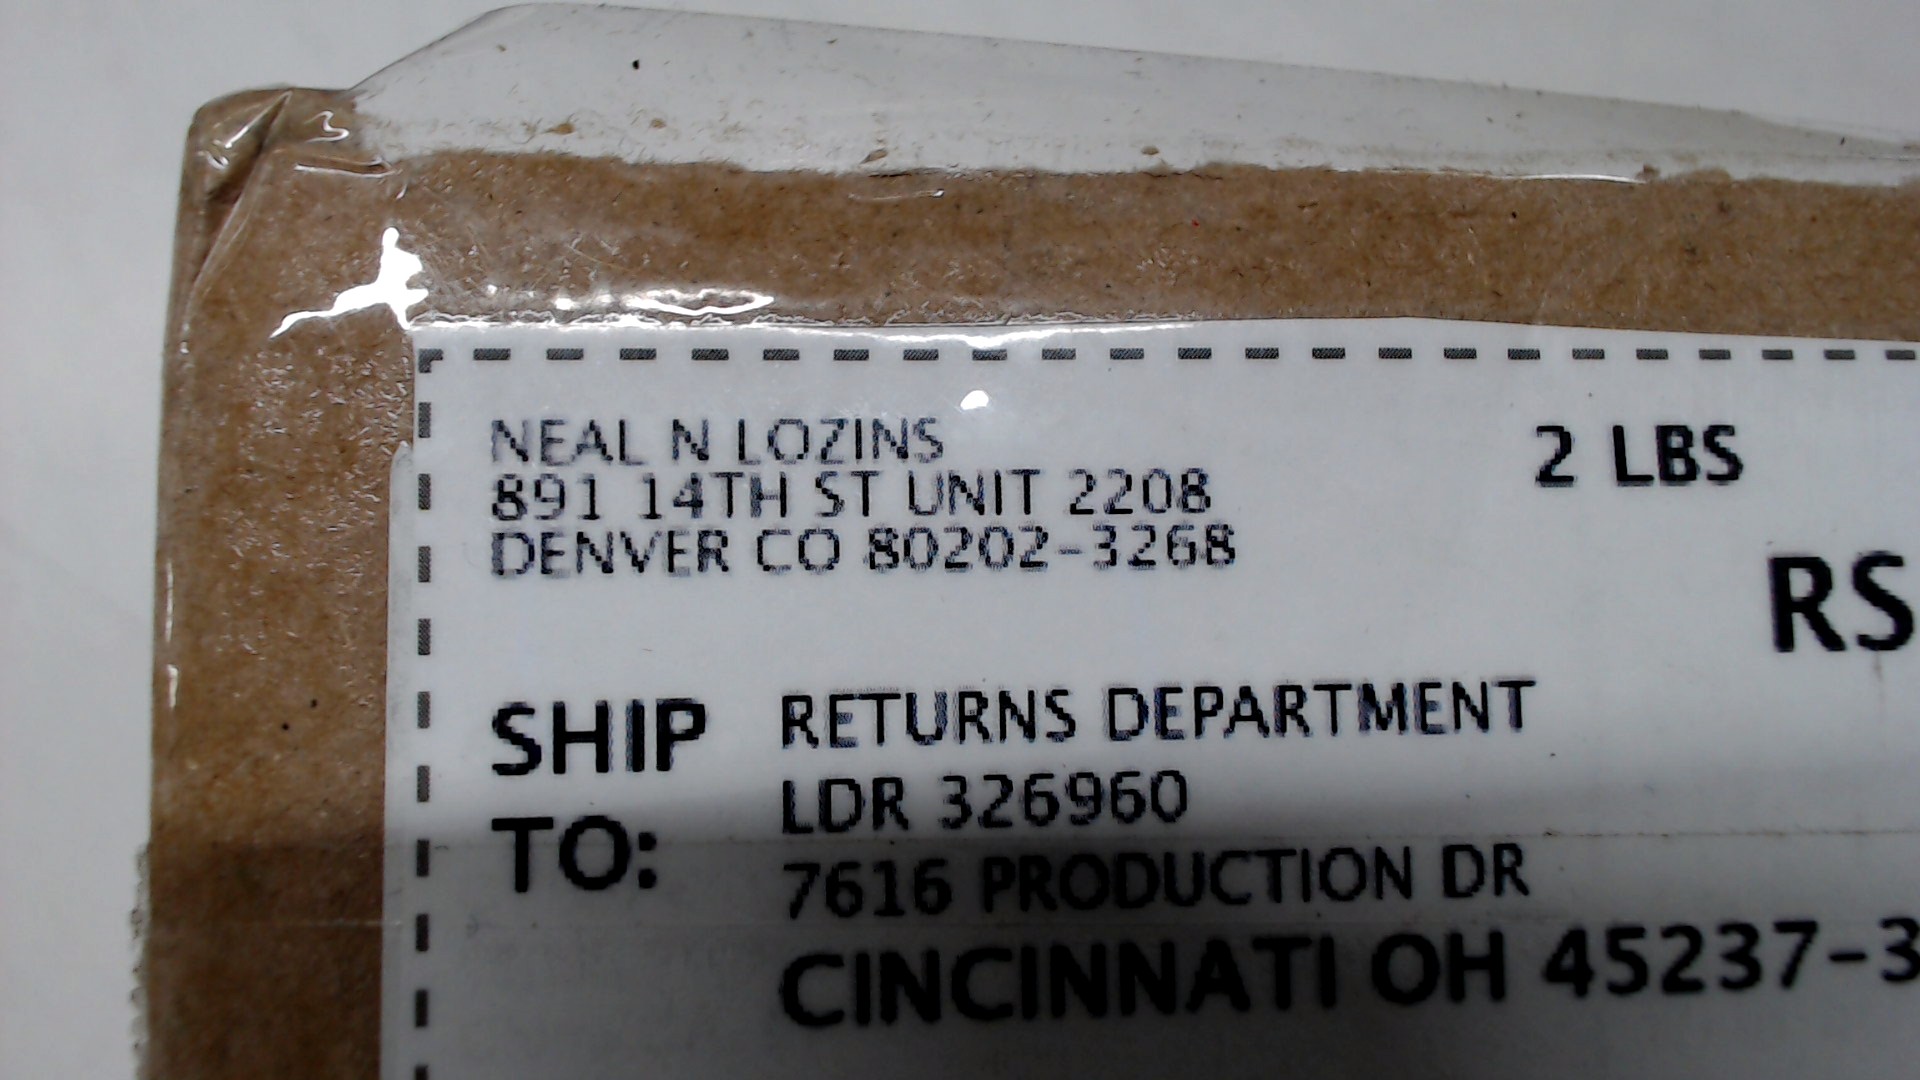 NEAL N LOZINS
891 14TH ST UNIT 2208
DENVER CO 80202-3268
2 LBS
RS
SHIP TO:
RETURNS DEPARTMENT
LDR 326960
7616 PRODUCTION DR
CINCINNATI OH 45237-3